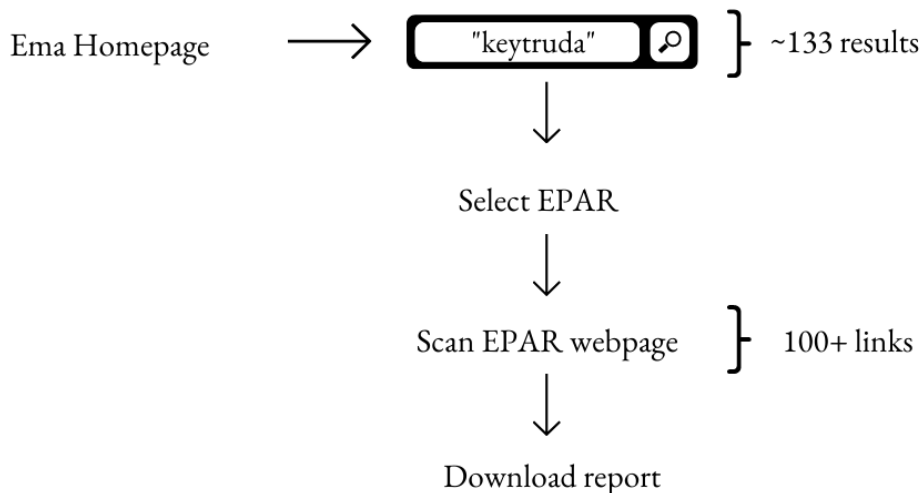 Ema Homepage
"keytruda"
~133 results
Select EPAR
Scan EPAR webpage
100+ links
Download report